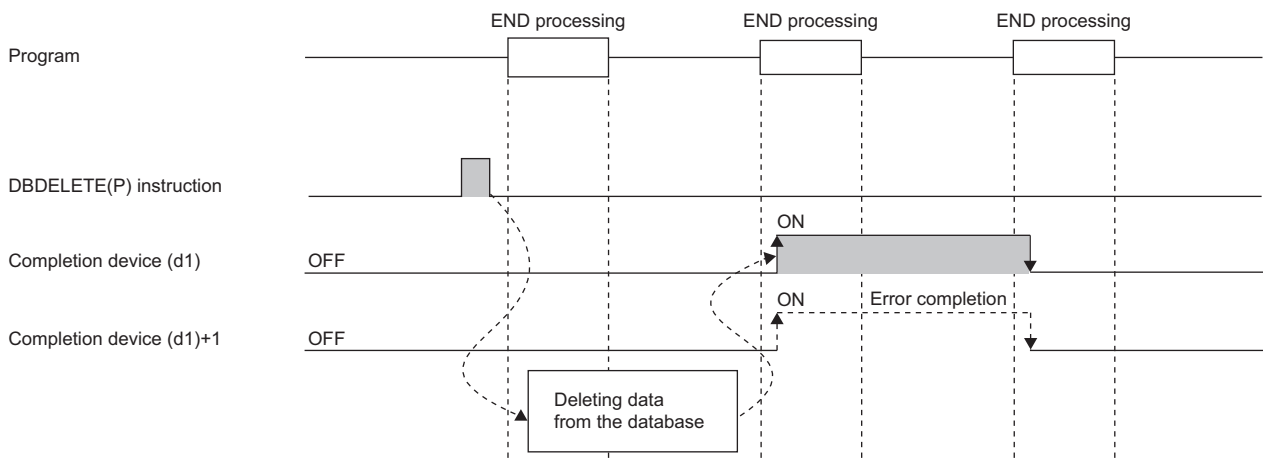 END processing END processing END processing
Program
DBDELETE(P) instruction
ON
Completion device (d1) OFF
ON Error completion
Completion device (d1)+1 OFF
Deleting data
from the database